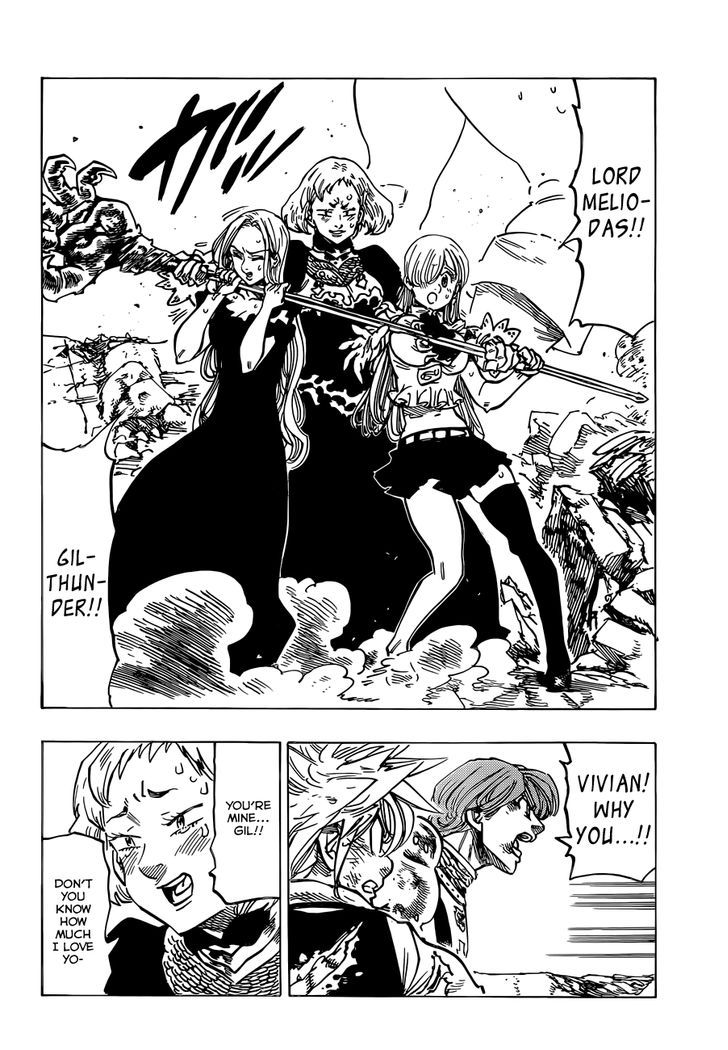 LORD
MELIO-
DAS!!
GIL-
THUN-
DER!!
VIVIAN!
WHY
YOU...!!
YOU'RE
MINE...
GIL!!
DON'T
YOU
KNOW
HOW
MUCH
I LOVE
YO-